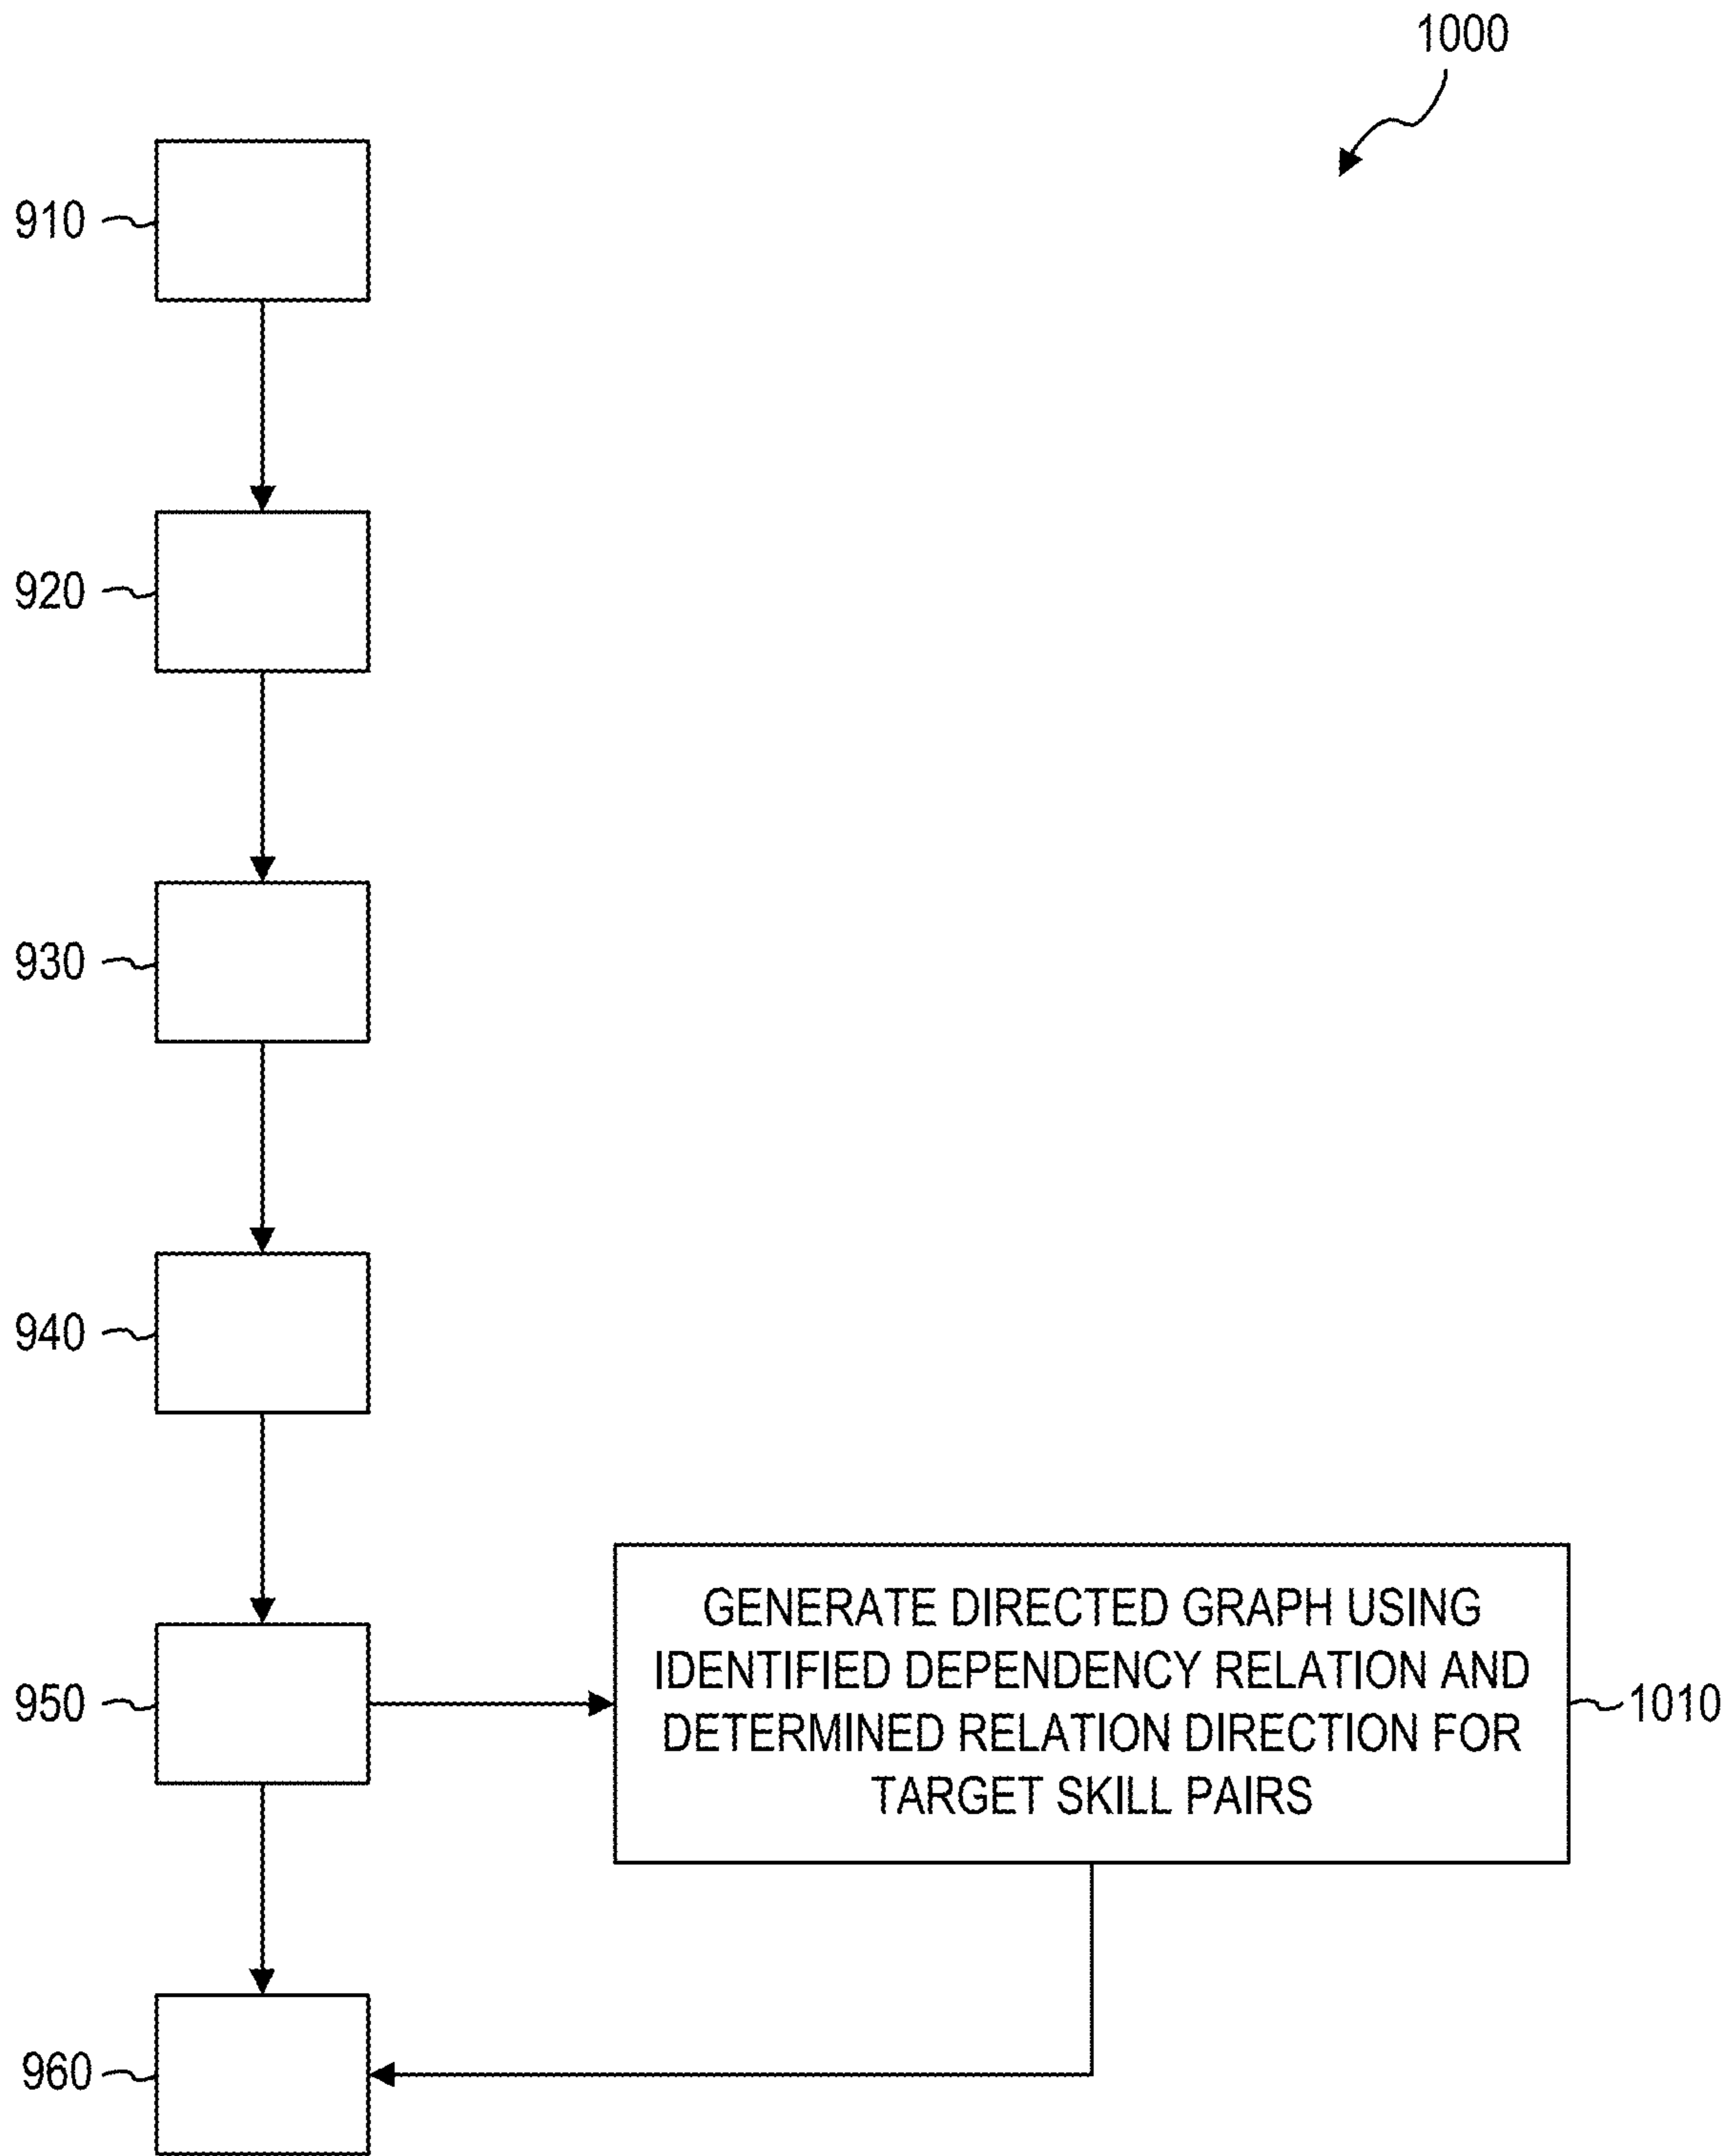 1000
910
920
930
940
GENERATE DIRECTED GRAPH USING
IDENTIFIED DEPENDENCY RELATION AND
DETERMINED RELATION DIRECTION FOR
TARGET SKILL PAIRS
950
1010
960